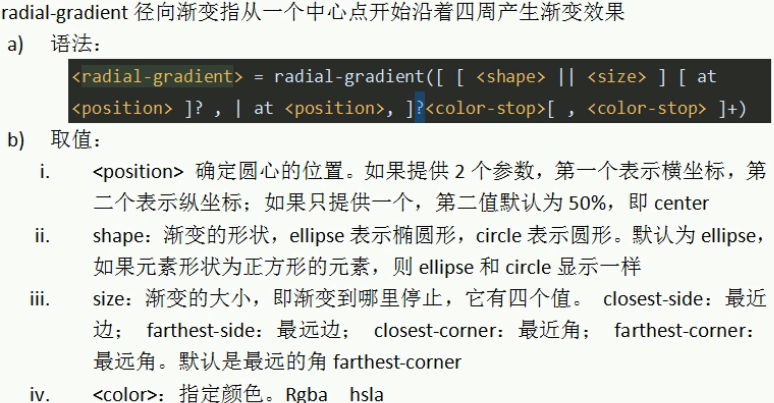 radial-gradient 径向渐变指从一个中心点开始沿着四周产生渐变效果
a) 语法：
<radial-gradient> = radial-gradient([ [ <shape> || <size> ] [ at
<position> ]? , | at <position>, ]?<color-stop>[ , <color-stop> ]+)
b) 取值：
i. <position> 确定圆心的位置。如果提供 2 个参数，第一个表示横坐标，第
二个表示纵坐标；如果只提供一个，第二值默认为 50%，即 center
ii. shape：渐变的形状，ellipse 表示椭圆形，circle 表示圆形。默认为 ellipse，
如果元素形状为正方形的元素，则 ellipse 和 circle 显示一样
iii. size：渐变的大小，即渐变到哪里停止，它有四个值。 closest-side：最近
边； farthest-side：最远边； closest-corner：最近角； farthest-corner：
最远角。默认是最远的角 farthest-corner
iv. <color>：指定颜色。Rgba hsla